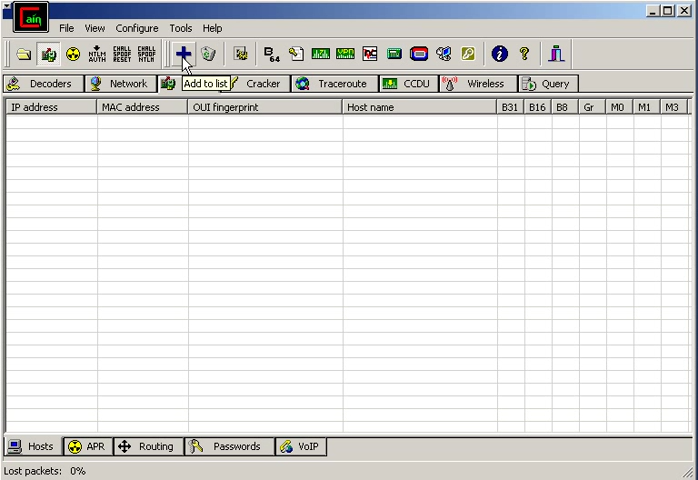 Cain
File View Configure Tools Help
NTLM AUTH CHALL SPOOF RESET CHALL SPOOF NTLM B 64
Decoders Network Add to list Cracker Traceroute CCDU Wireless Query
IP address MAC address OUI fingerprint Host name B31 B16 B8 Gr M0 M1 M3
Hosts APR Routing Passwords VoIP
Lost packets: 0%